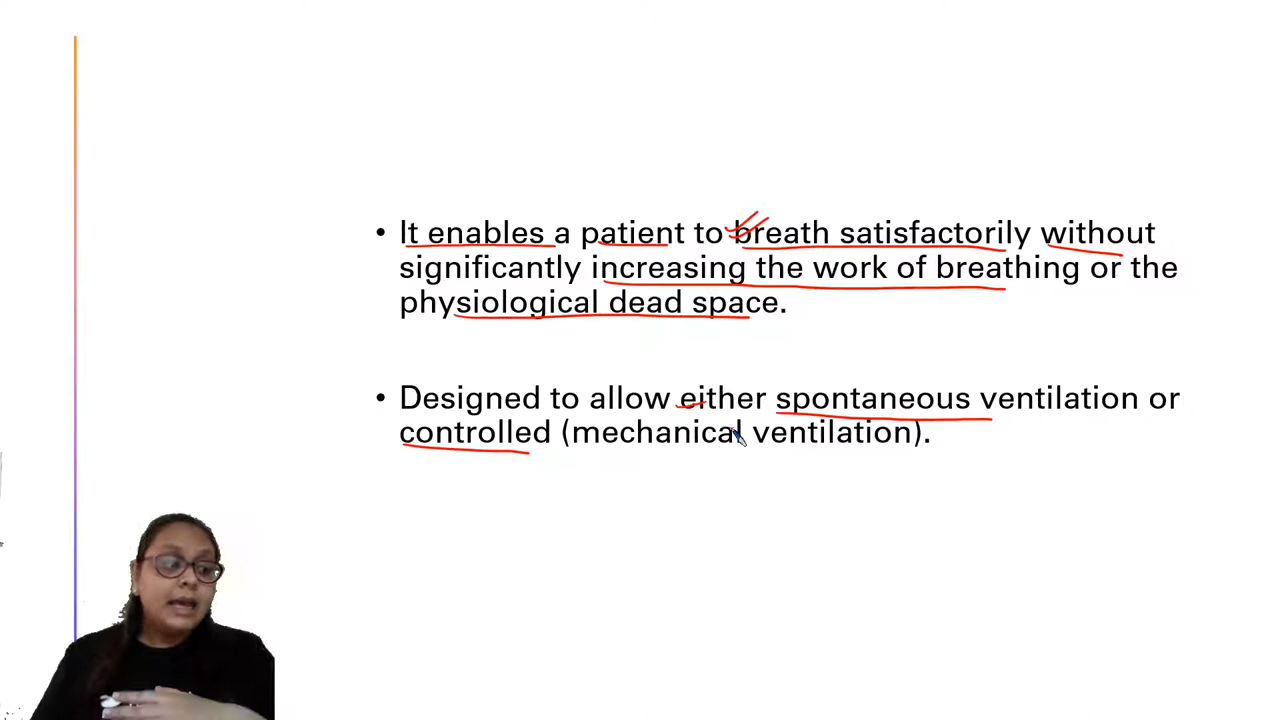 • It enables a patient to breath satisfactorily without
significantly increasing the work of breathing or the
physiological dead space.
• Designed to allow either spontaneous ventilation or
controlled (mechanical ventilation).